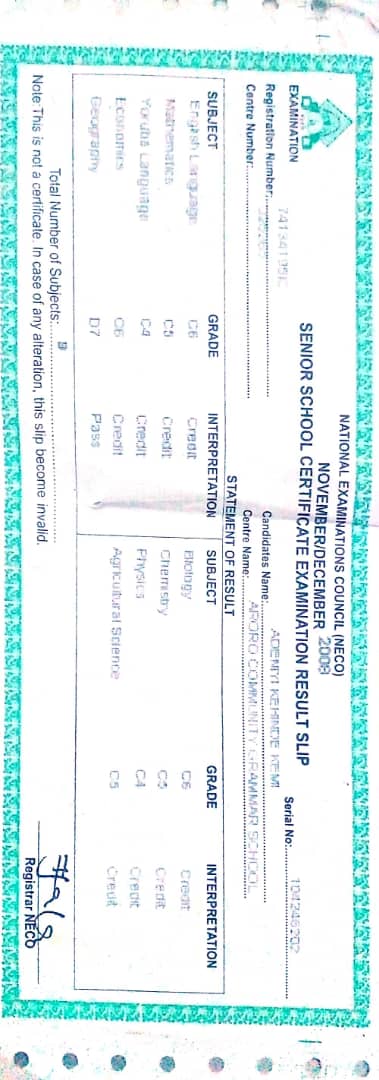 NATIONAL EXAMINATIONS COUNCIL (NECO)
NOVEMBER/DECEMBER 2008
SENIOR SCHOOL CERTIFICATE EXAMINATION RESULT SLIP
EXAMINATION
Serial No: 104246202
Registration Number:
Candidates Name: ADENIYI KEHINDE KEMI
Centre Number:
Centre Name: ARORO COMMUNITY GRAMMAR SCHOOL
STATEMENT OF RESULT
SUBJECT GRADE INTERPRETATION SUBJECT GRADE INTERPRETATION
English Language C6 Credit Biology C6 Credit
Mathematics C5 Credit Chemistry C5 Credit
Yoruba Language C4 Credit Physics C4 Credit
Economics C6 Credit Agricultural Science C5 Credit
Geography D7 Pass
Total Number of Subjects: 9
Note: This is not a certificate. In case of any alteration, this slip become invalid.
Registrar NECO